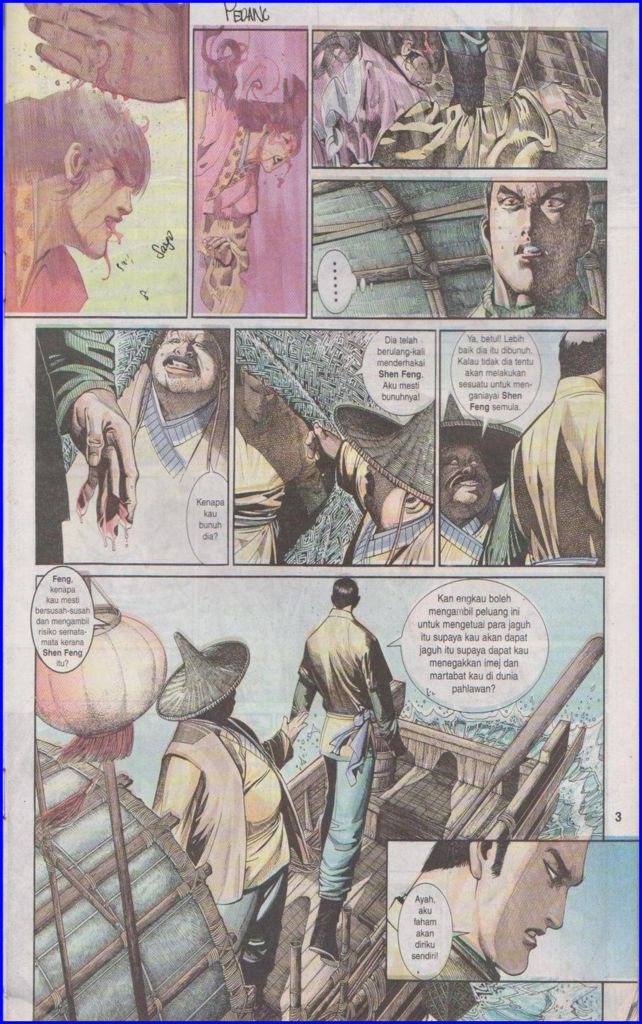 PEDANG
Saya
......
Kenapa
kau
bunuh
dia?
Dia telah
berulang-kali
menderhakai
Shen Feng.
Aku mesti
bunuhnya!
Ya, betul! Lebih
baik dia itu dibunuh.
Kalau tidak dia tentu
akan melakukan
sesuatu untuk men-
ganiayai Shen
Feng semula.
Feng,
kenapa
kau mesti
bersusah-susah
dan mengambil
risiko semata-
mata kerana
Shen Feng
itu?
Kan engkau boleh
mengambil peluang ini
untuk mengetuai para jaguh
itu supaya kau akan dapat
jaguh itu supaya dapat kau
menegakkan imej dan
martabat kau di dunia
pahlawan?
3
Ayah,
aku
faham
akan
diriku
sendiri!